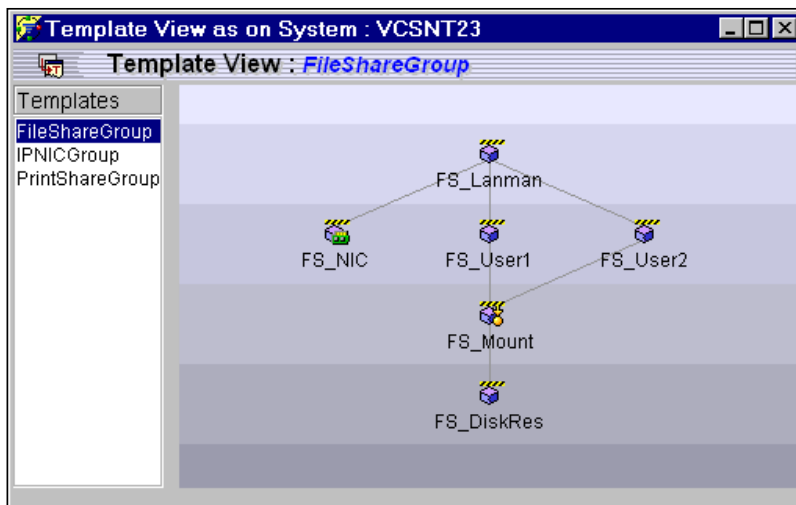 Template View as on System : VCSNT23
Template View : FileShareGroup
Templates
FileShareGroup
IPNICGroup
PrintShareGroup
FS_Lanman
FS_NIC
FS_User1
FS_User2
FS_Mount
FS_DiskRes